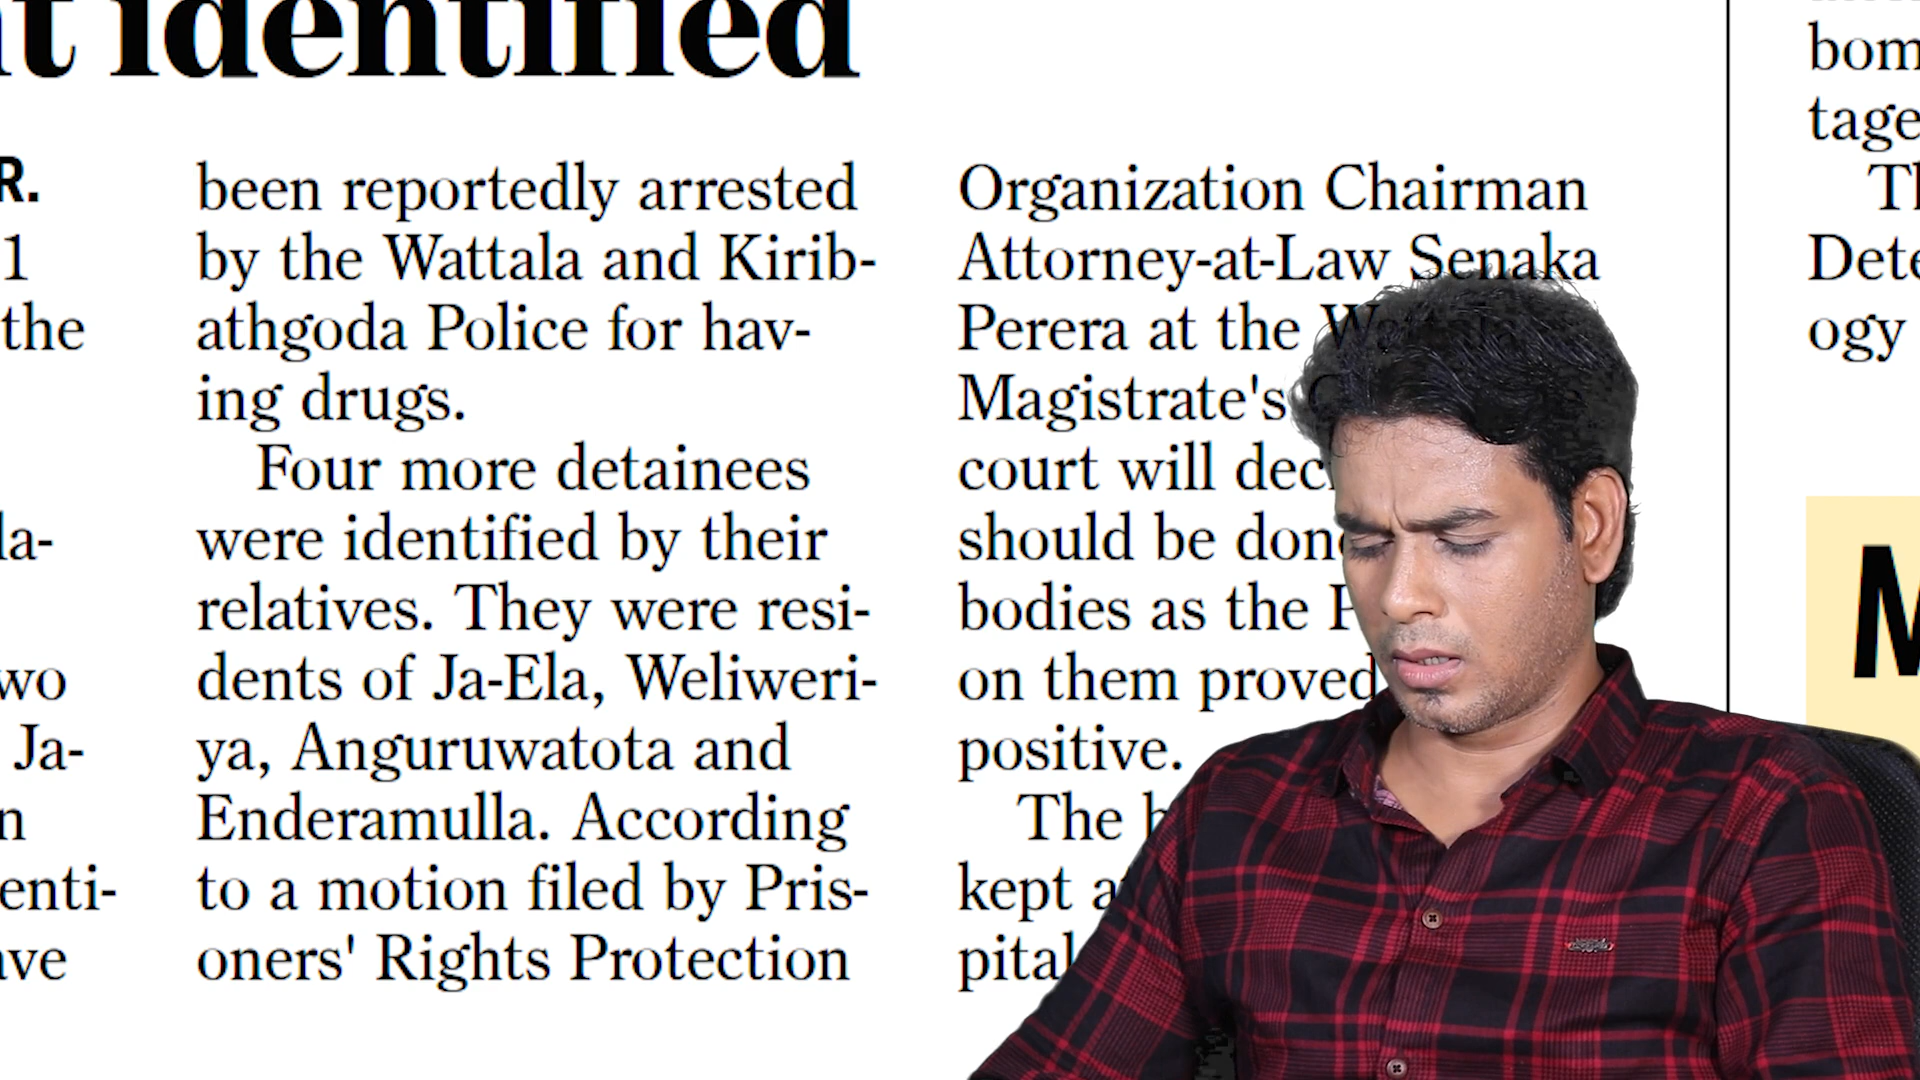 t identified
R.
1
the
la-
wo
Ja-
n
enti-
ave
been reportedly arrested
by the Wattala and Kirib-
athgoda Police for hav-
ing drugs.
Four more detainees
were identified by their
relatives. They were resi-
dents of Ja-Ela, Weliweri-
ya, Anguruwatota and
Enderamulla. According
to a motion filed by Pris-
oners' Rights Protection
Organization Chairman
Attorney-at-Law Senaka
Perera at the
Magistrate's
court will
should be
bodies as the
on them proved
positive.
The
kept
pital
bom
tage
Th
Dete
ogy
M